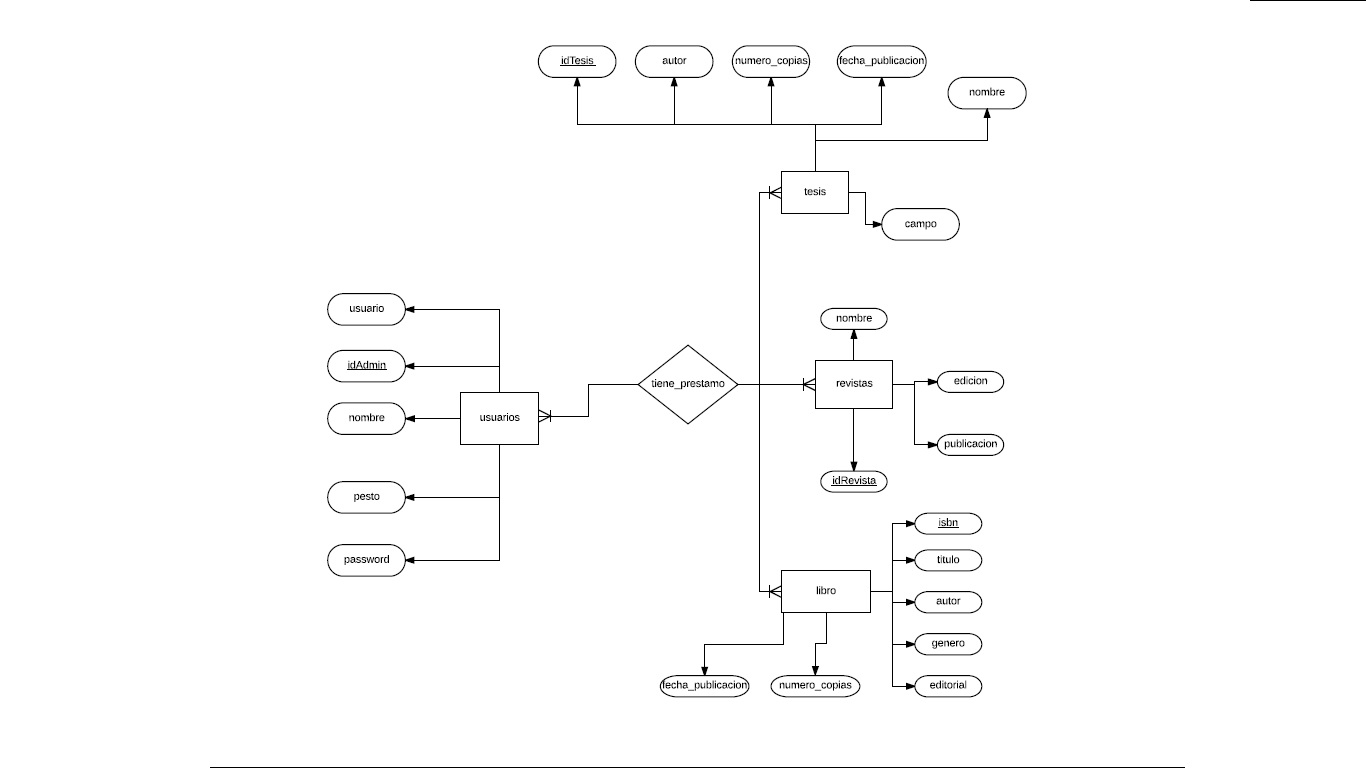 idTesis
autor
numero_copias
fecha_publicacion
nombre
tesis
campo
usuario
idAdmin
nombre
usuarios
pesto
password
tiene_prestamo
nombre
revistas
edicion
publicacion
idRevista
isbn
titulo
libro
autor
genero
editorial
fecha_publicacion
numero_copias